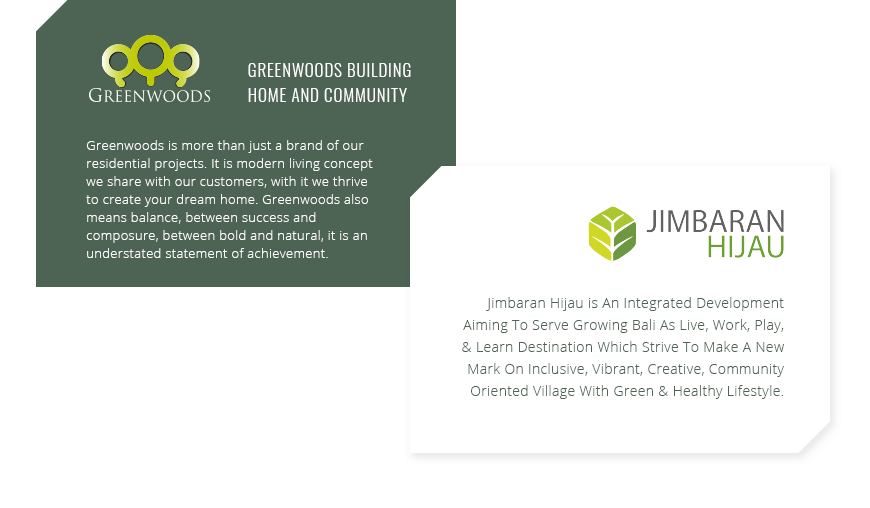 GREENWOODS
GREENWOODS BUILDING
HOME AND COMMUNITY
Greenwoods is more than just a brand of our
residential projects. It is modern living concept
we share with our customers, with it we thrive
to create your dream home. Greenwoods also
means balance, between success and
composure, between bold and natural, it is an
understated statement of achievement.
JIMBARAN
HIJAU
Jimbaran Hijau is An Integrated Development
Aiming To Serve Growing Bali As Live, Work, Play,
& Learn Destination Which Strive To Make A New
Mark On Inclusive, Vibrant, Creative, Community
Oriented Village With Green & Healthy Lifestyle.